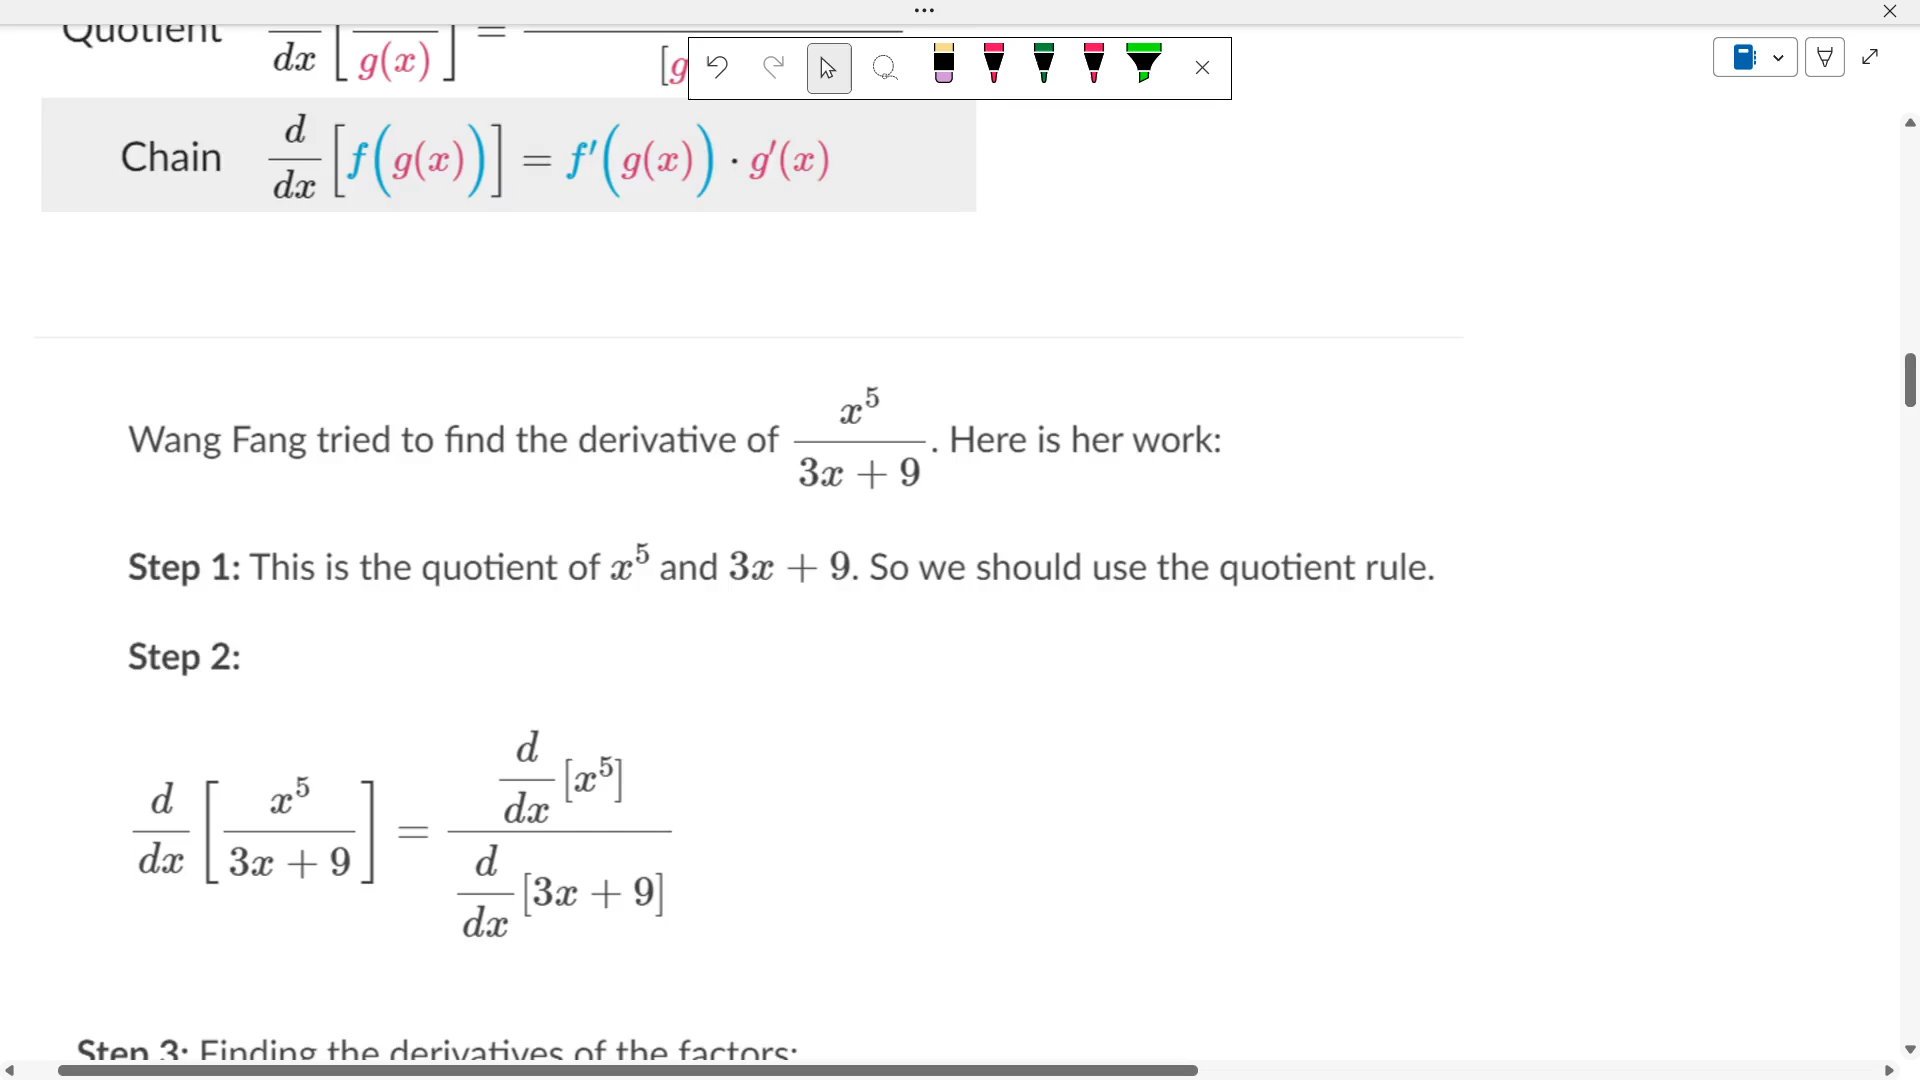 Quotient d/dx [ g(x) ] = [g
Chain d/dx [f(g(x))] = f′(g(x)) · g′(x)
Wang Fang tried to find the derivative of x^5/(3x + 9). Here is her work:
Step 1: This is the quotient of x^5 and 3x + 9. So we should use the quotient rule.
Step 2:
d/dx [x^5/(3x + 9)] = (d/dx [x^5])/(d/dx [3x + 9])
Step 3: Finding the derivatives of the factors: